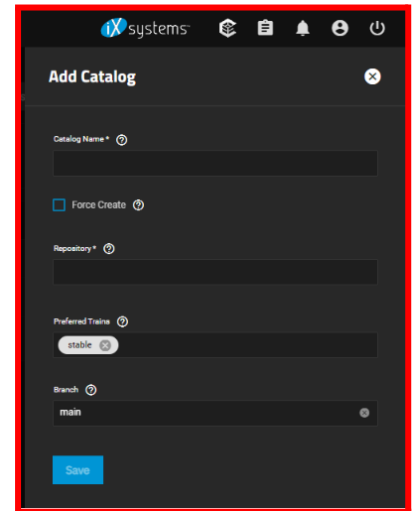 iXsystems
Add Catalog
Catalog Name *
Force Create
Repository *
Preferred Trains
stable
Branch
main
Save